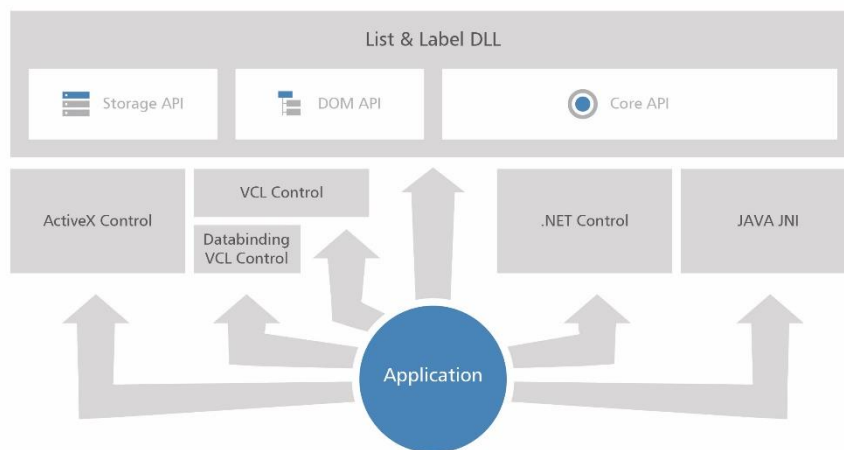 List & Label DLL
Storage API
DOM API
Core API
ActiveX Control
VCL Control
Databinding
VCL Control
.NET Control
JAVA JNI
Application